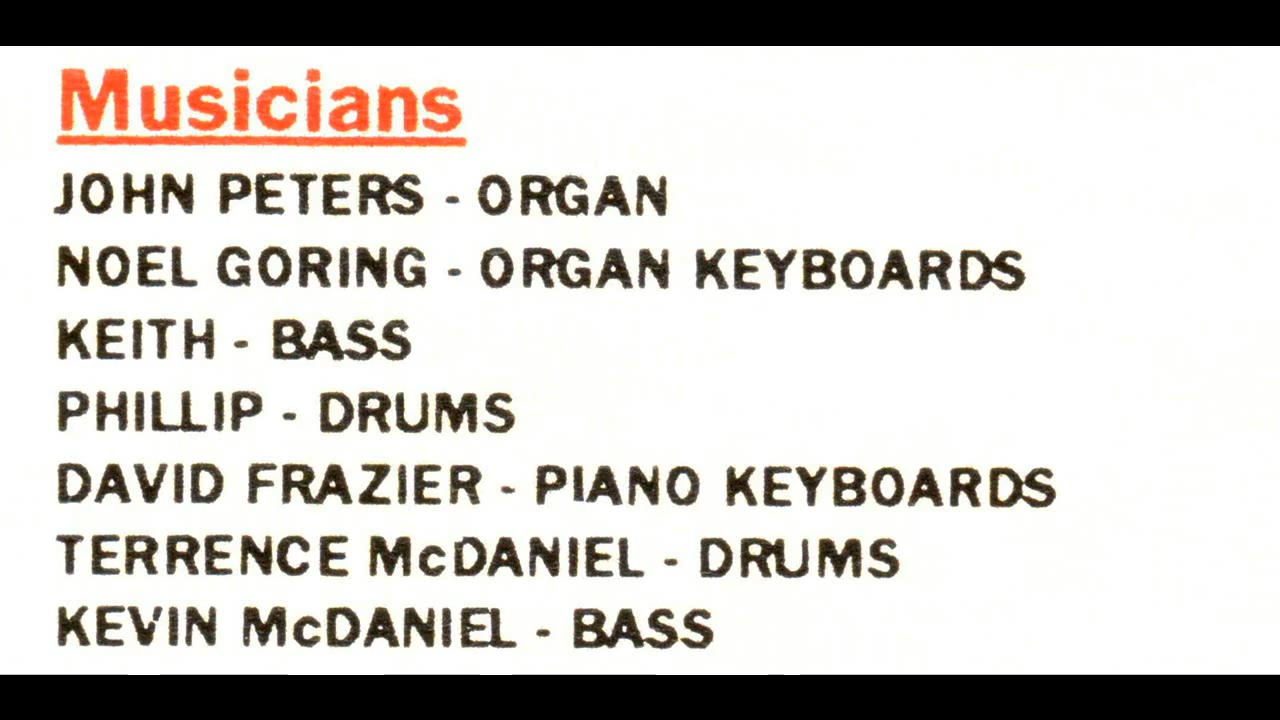 Musicians
JOHN PETERS - ORGAN
NOEL GORING - ORGAN KEYBOARDS
KEITH - BASS
PHILLIP - DRUMS
DAVID FRAZIER - PIANO KEYBOARDS
TERRENCE McDANIEL - DRUMS
KEVIN McDANIEL - BASS